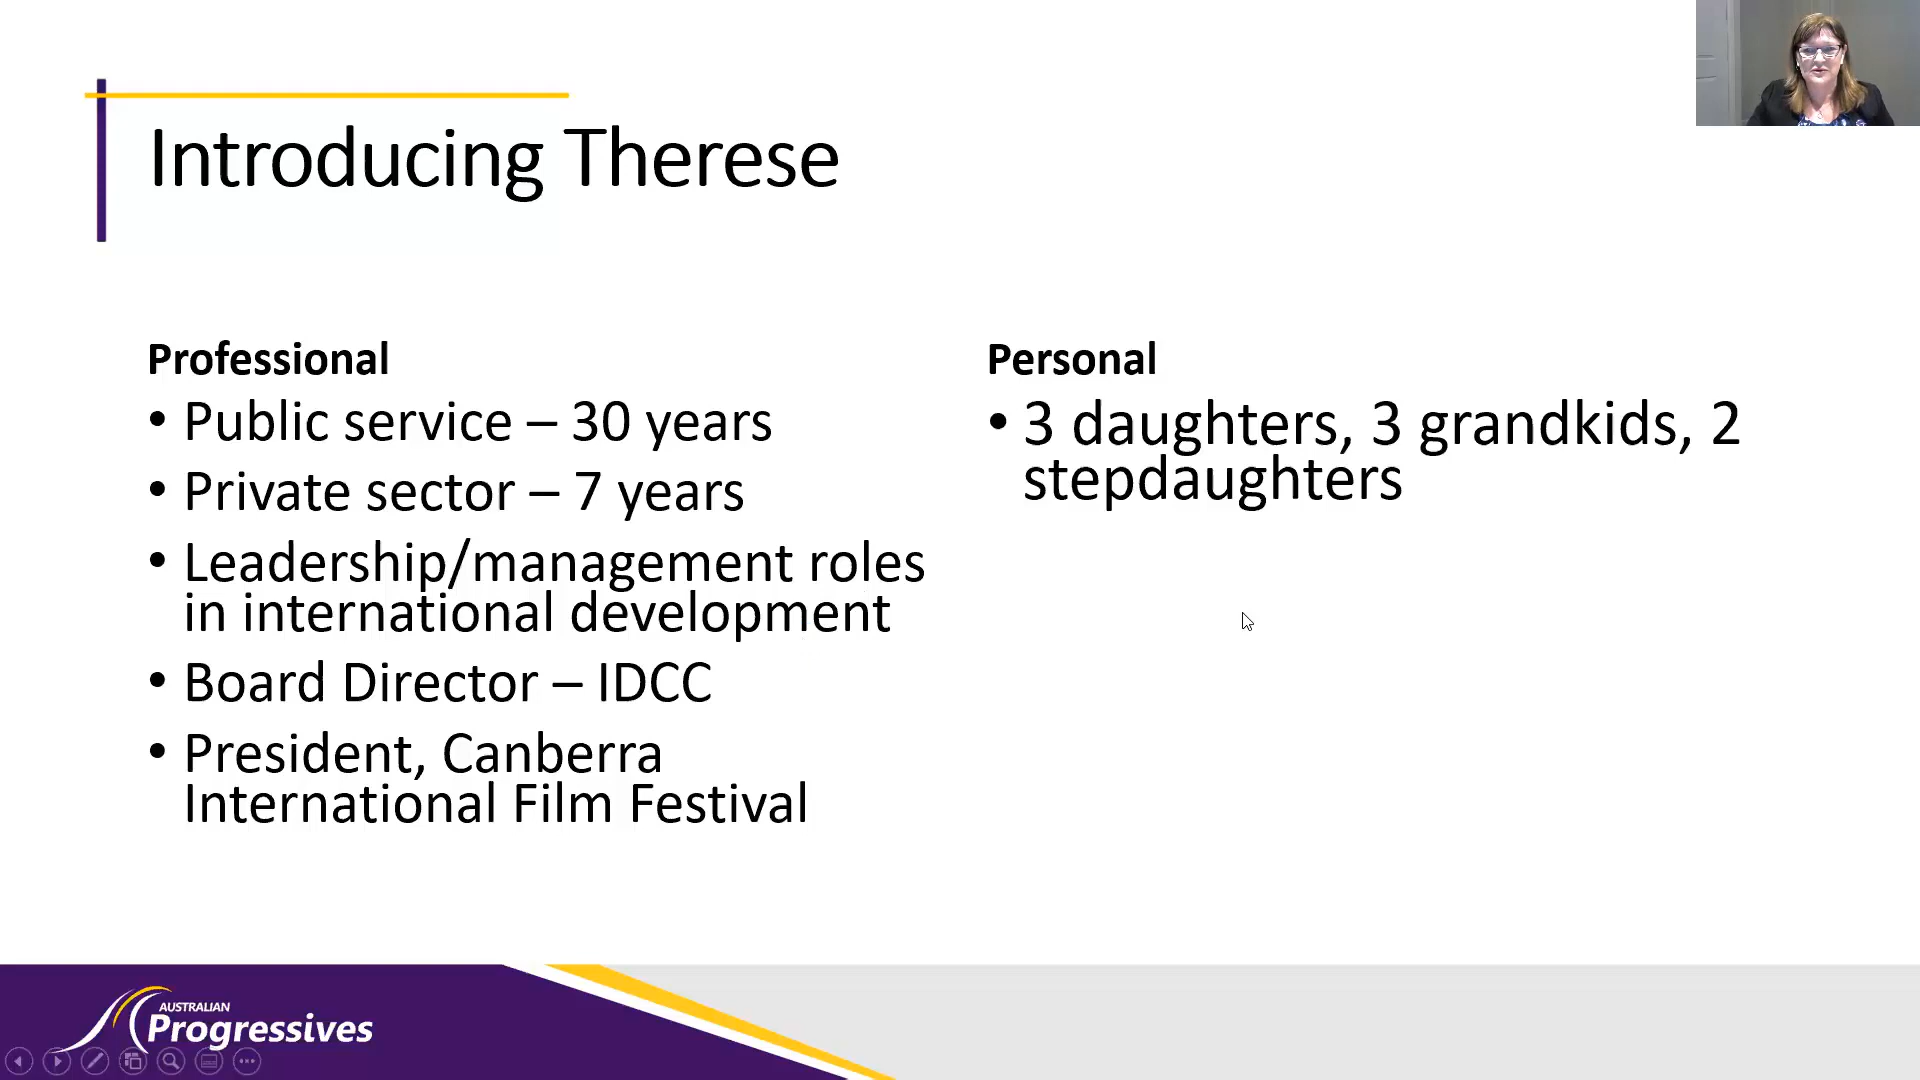 Introducing Therese
Professional
• Public service – 30 years
• Private sector – 7 years
• Leadership/management roles
in international development
• Board Director – IDCC
• President, Canberra
International Film Festival
Personal
• 3 daughters, 3 grandkids, 2
stepdaughters
AUSTRALIAN
Progressives